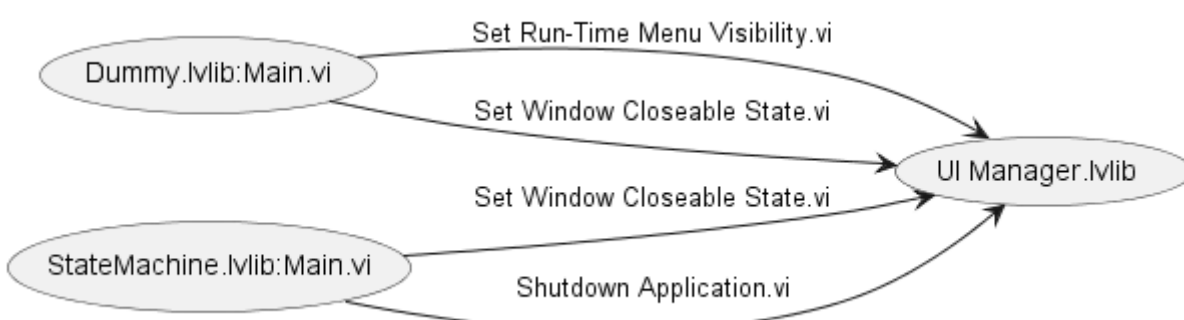 Set Run-Time Menu Visibility.vi
Dummy.lvlib:Main.vi
Set Window Closeable State.vi
UI Manager.lvlib
Set Window Closeable State.vi
StateMachine.lvlib:Main.vi
Shutdown Application.vi